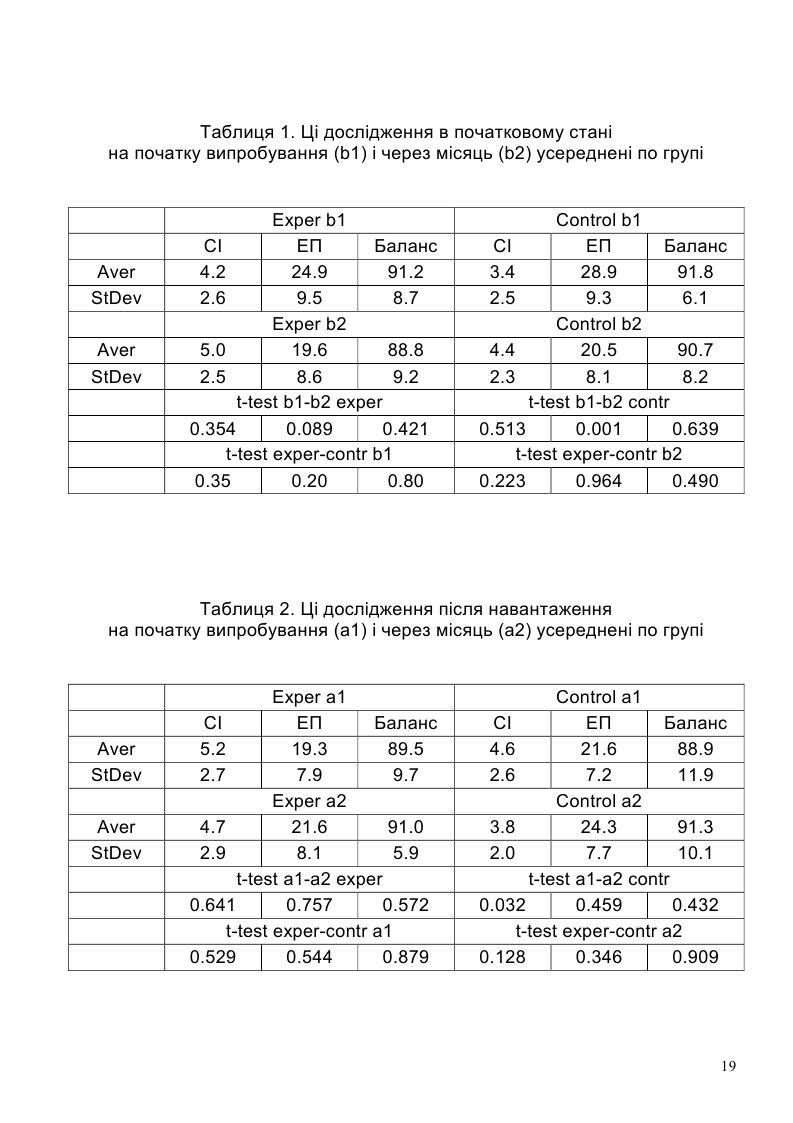 Таблиця 1. Ці дослідження в початковому стані
на початку випробування (b1) і через місяць (b2) усереднені по групі
Exper b1 Control b1
СІ ЕП Баланс СІ ЕП Баланс
Aver 4.2 24.9 91.2 3.4 28.9 91.8
StDev 2.6 9.5 8.7 2.5 9.3 6.1
Exper b2 Control b2
Aver 5.0 19.6 88.8 4.4 20.5 90.7
StDev 2.5 8.6 9.2 2.3 8.1 8.2
t-test b1-b2 exper t-test b1-b2 contr
0.354 0.089 0.421 0.513 0.001 0.639
t-test exper-contr b1 t-test exper-contr b2
0.35 0.20 0.80 0.223 0.964 0.490
Таблиця 2. Ці дослідження після навантаження
на початку випробування (a1) і через місяць (a2) усереднені по групі
Exper a1 Control a1
СІ ЕП Баланс СІ ЕП Баланс
Aver 5.2 19.3 89.5 4.6 21.6 88.9
StDev 2.7 7.9 9.7 2.6 7.2 11.9
Exper a2 Control a2
Aver 4.7 21.6 91.0 3.8 24.3 91.3
StDev 2.9 8.1 5.9 2.0 7.7 10.1
t-test a1-a2 exper t-test a1-a2 contr
0.641 0.757 0.572 0.032 0.459 0.432
t-test exper-contr a1 t-test exper-contr a2
0.529 0.544 0.879 0.128 0.346 0.909
19